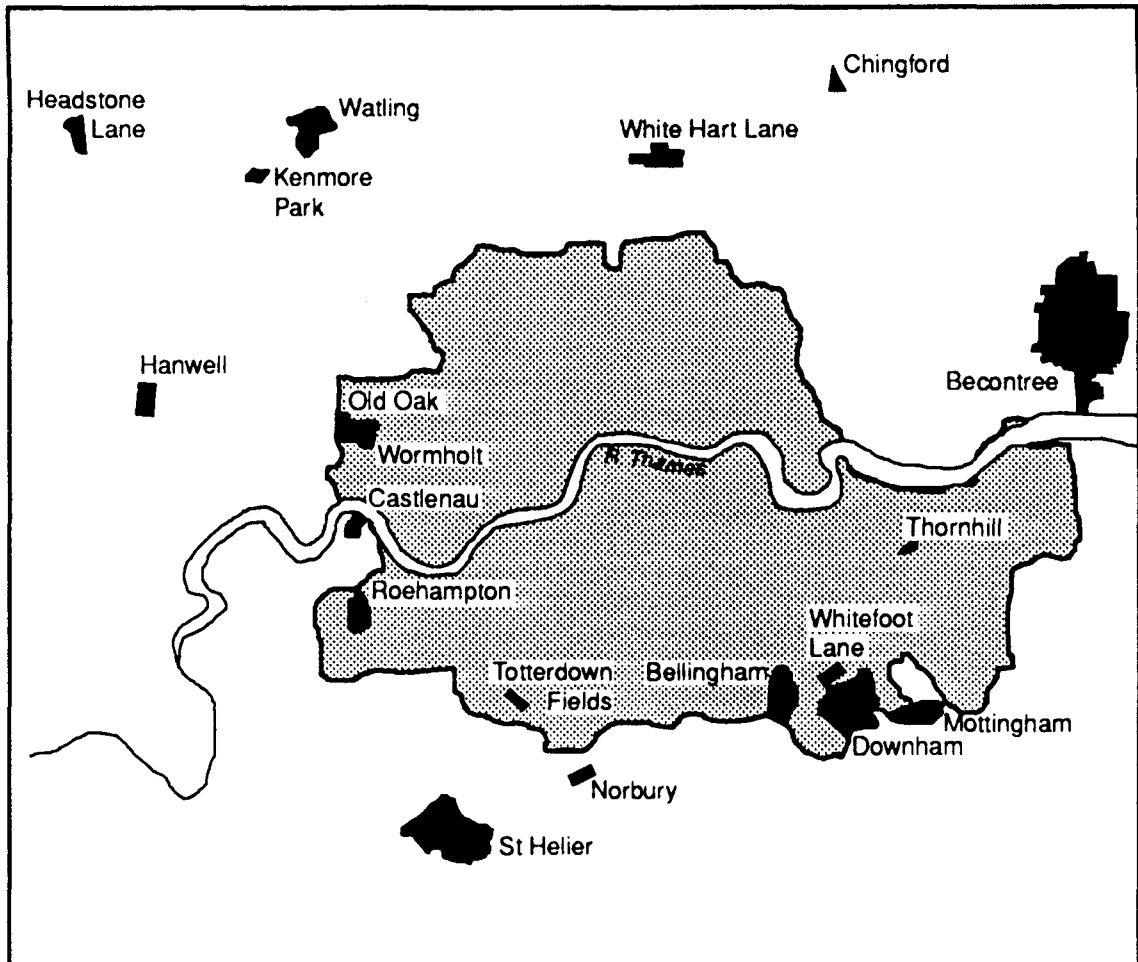 Chingford
Headstone
Lane
Watling
White Hart Lane
Kenmore
Park
Hanwell
Becontree
Old Oak
Wormholt
R. Thames
Castlenau
Thornhill
Roehampton
Whitefoot
Lane
Totterdown
Fields
Bellingham
Mottingham
Downham
Norbury
St Helier